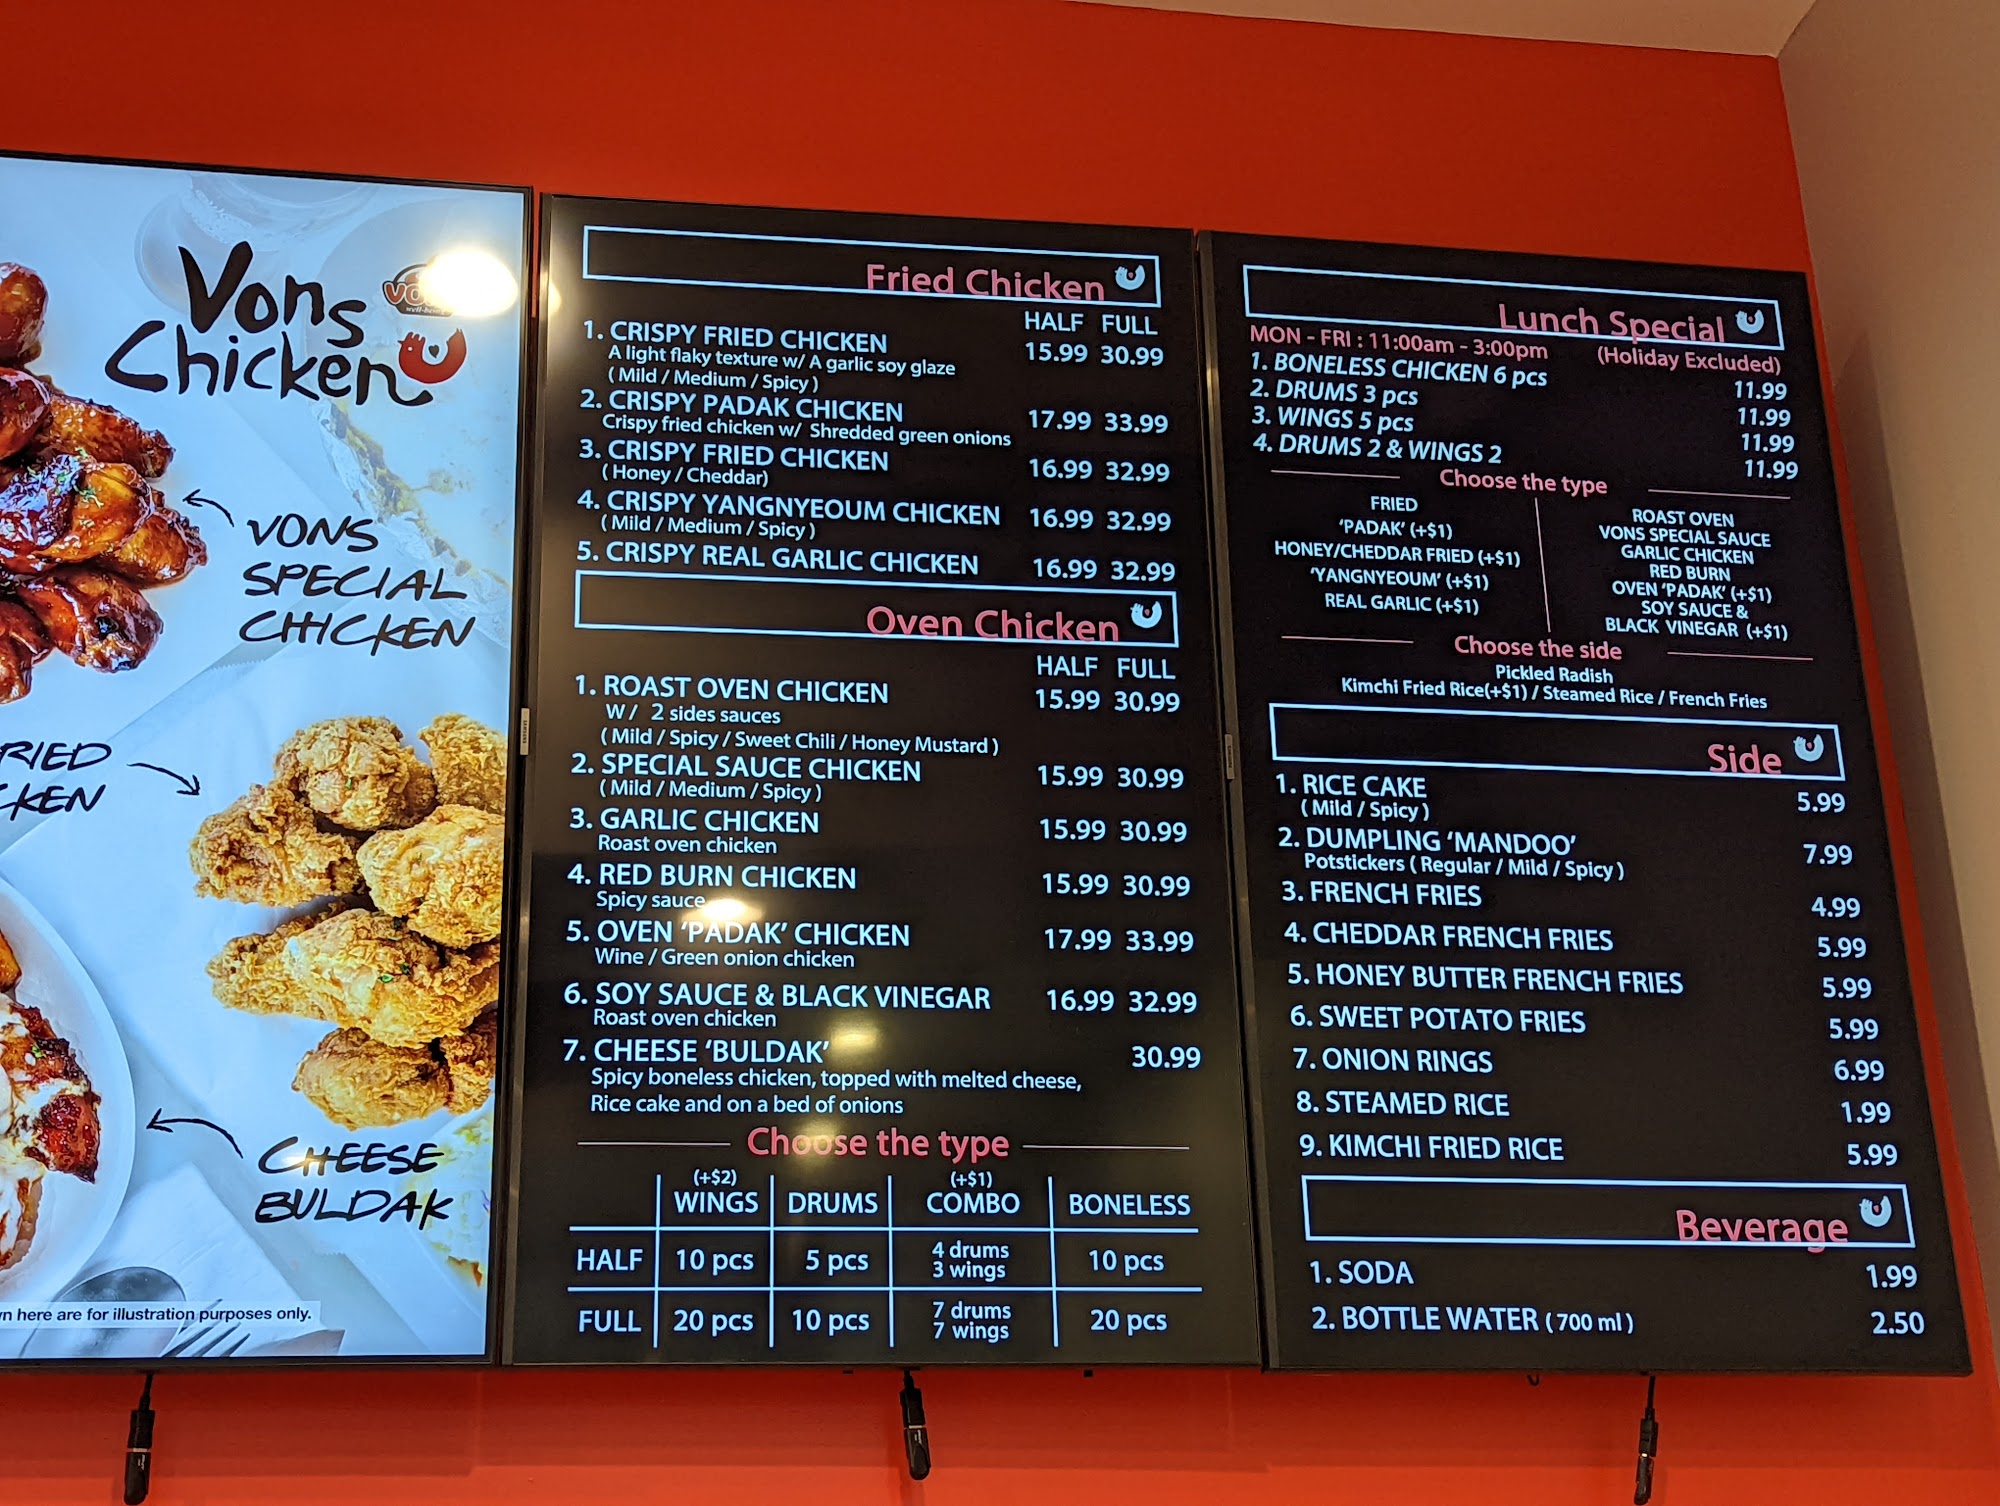 Vons
Chicken
VONS
SPECIAL
CHICKEN
RIED
CKEN
CHEESE
BULDAK
n here are for illustration purposes only.
Fried Chicken
HALF FULL
1. CRISPY FRIED CHICKEN 15.99 30.99
A light flaky texture w/ A garlic soy glaze
( Mild / Medium / Spicy )
2. CRISPY PADAK CHICKEN 17.99 33.99
Crispy fried chicken w/ Shredded green onions
3. CRISPY FRIED CHICKEN 16.99 32.99
( Honey / Cheddar)
4. CRISPY YANGNYEOUM CHICKEN 16.99 32.99
( Mild / Medium / Spicy )
5. CRISPY REAL GARLIC CHICKEN 16.99 32.99
Oven Chicken
HALF FULL
1. ROAST OVEN CHICKEN 15.99 30.99
W/ 2 sides sauces
( Mild / Spicy / Sweet Chili / Honey Mustard )
2. SPECIAL SAUCE CHICKEN 15.99 30.99
( Mild / Medium / Spicy )
3. GARLIC CHICKEN 15.99 30.99
Roast oven chicken
4. RED BURN CHICKEN 15.99 30.99
Spicy sauce
5. OVEN ‘PADAK’ CHICKEN 17.99 33.99
Wine / Green onion chicken
6. SOY SAUCE & BLACK VINEGAR 16.99 32.99
Roast oven chicken
7. CHEESE ‘BULDAK’ 30.99
Spicy boneless chicken, topped with melted cheese,
Rice cake and on a bed of onions
Choose the type
(+$2) (+$1)
WINGS DRUMS COMBO BONELESS
HALF 10 pcs 5 pcs 4 drums 3 wings 10 pcs
FULL 20 pcs 10 pcs 7 drums 7 wings 20 pcs
Lunch Special
MON - FRI : 11:00am - 3:00pm (Holiday Excluded)
1. BONELESS CHICKEN 6 pcs 11.99
2. DRUMS 3 pcs 11.99
3. WINGS 5 pcs 11.99
4. DRUMS 2 & WINGS 2 11.99
Choose the type
FRIED
‘PADAK’ (+$1)
HONEY/CHEDDAR FRIED (+$1)
‘YANGNYEOUM’ (+$1)
REAL GARLIC (+$1)
ROAST OVEN
VONS SPECIAL SAUCE
GARLIC CHICKEN
RED BURN
OVEN ‘PADAK’ (+$1)
SOY SAUCE &
BLACK VINEGAR (+$1)
Choose the side
Pickled Radish
Kimchi Fried Rice(+$1) / Steamed Rice / French Fries
Side
1. RICE CAKE 5.99
( Mild / Spicy )
2. DUMPLING ‘MANDOO’ 7.99
Potstickers ( Regular / Mild / Spicy )
3. FRENCH FRIES 4.99
4. CHEDDAR FRENCH FRIES 5.99
5. HONEY BUTTER FRENCH FRIES 5.99
6. SWEET POTATO FRIES 5.99
7. ONION RINGS 6.99
8. STEAMED RICE 1.99
9. KIMCHI FRIED RICE 5.99
Beverage
1. SODA 1.99
2. BOTTLE WATER ( 700 ml ) 2.50